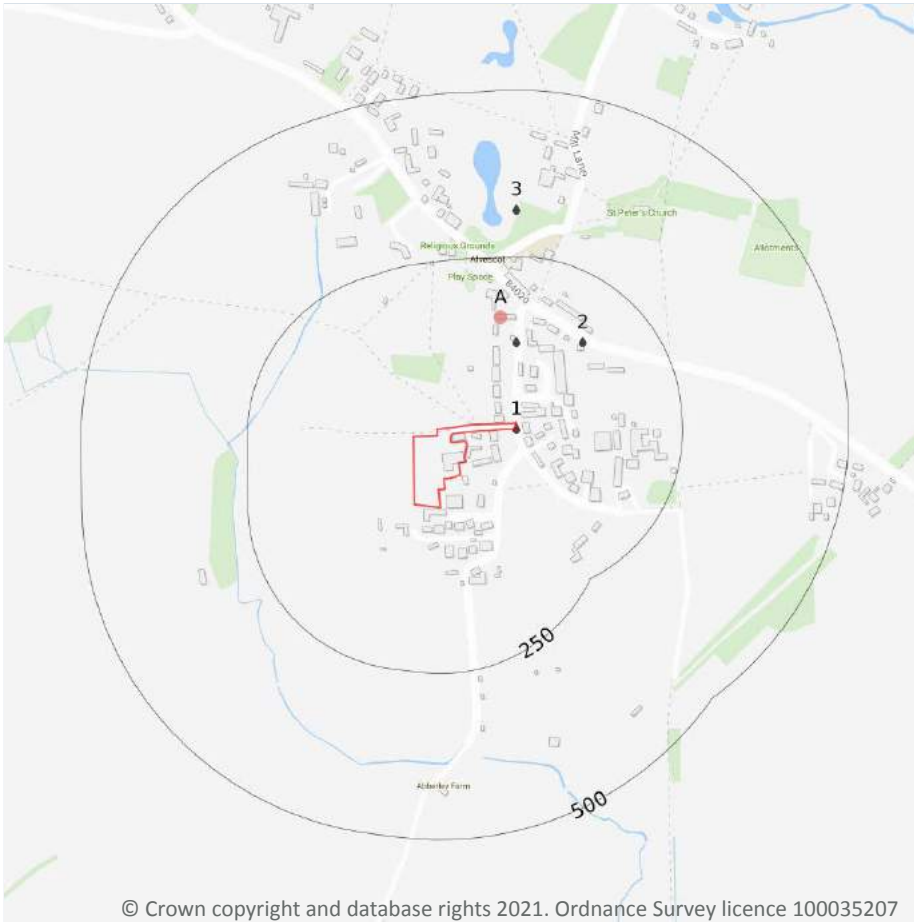 Mill Lane
3
St Peter's Church
Religious Grounds
Allotments
Alvescot
Play Space
A
B4020
2
1
250
500
Abberley Farm
© Crown copyright and database rights 2021. Ordnance Survey licence 100035207